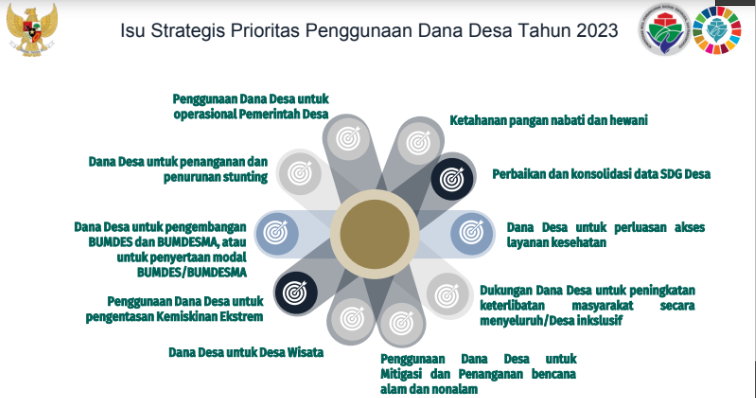 Isu Strategis Prioritas Penggunaan Dana Desa Tahun 2023
Penggunaan Dana Desa untuk
operasional Pemerintah Desa
Ketahanan pangan nabati dan hewani
Dana Desa untuk penanganan dan
penurunan stunting
Perbaikan dan konsolidasi data SDG Desa
Dana Desa untuk pengembangan
BUMDES dan BUMDESMA, atau
untuk penyertaan modal
BUMDES/BUMDESMA
Dana Desa untuk perluasan akses
layanan kesehatan
Penggunaan Dana Desa untuk
pengentasan Kemiskinan Ekstrem
Dukungan Dana Desa untuk peningkatan
keterlibatan masyarakat secara
menyeluruh/Desa inkslusif
Dana Desa untuk Desa Wisata
Penggunaan Dana Desa untuk
Mitigasi dan Penanganan bencana
alam dan nonalam